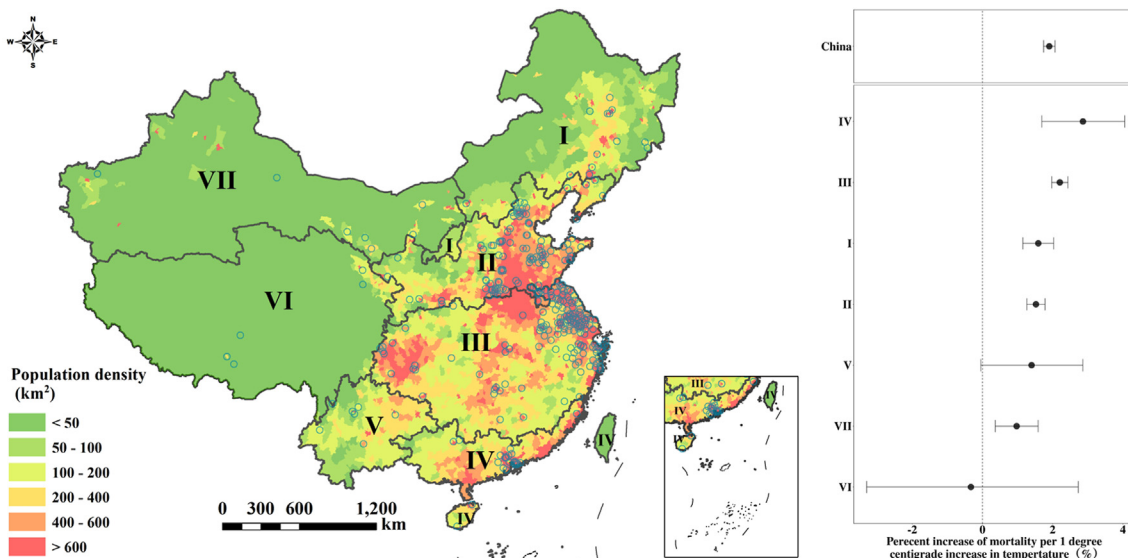 N
W E
S
I
VII
I
II
VI
III
V
IV
IV
IV
Population density
(km²)
< 50
50 - 100
100 - 200
200 - 400
400 - 600
> 600
0 300 600 1,200
km
III
IV
IV
IV
China
IV
III
I
II
V
VII
VI
-2 0 2 4
Perecent increase of mortality per 1 degree
centigrade increase in tempertature (%)